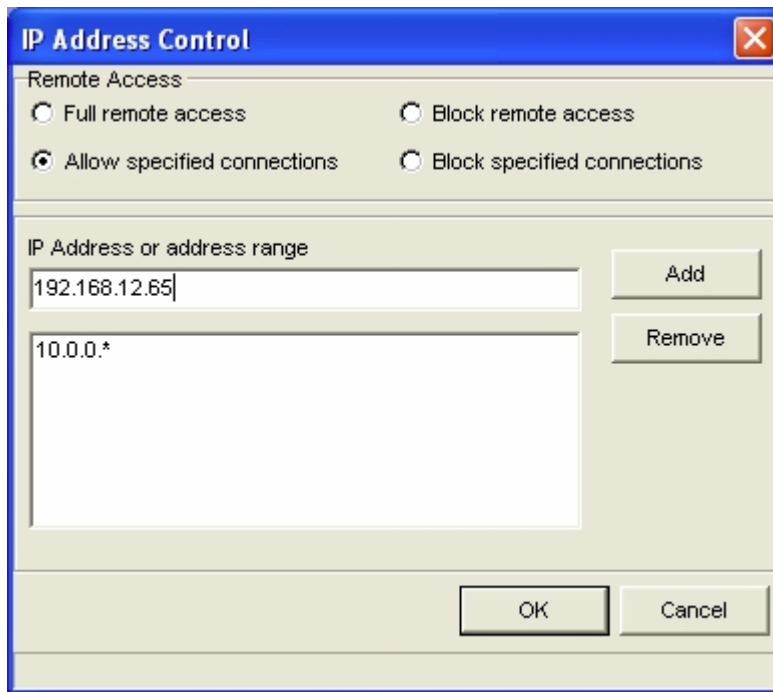 IP Address Control
Remote Access
Full remote access
Block remote access
Allow specified connections
Block specified connections
IP Address or address range
192.168.12.65
Add
10.0.0.*
Remove
OK
Cancel